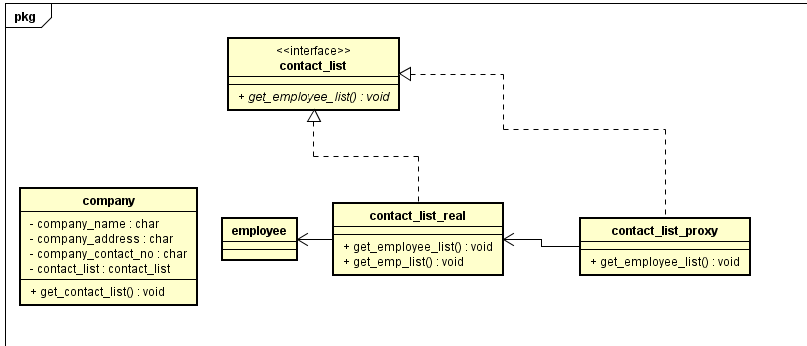 pkg
<<interface>>
contact_list
+ get_employee_list() : void
company
- company_name : char
- company_address : char
- company_contact_no : char
- contact_list : contact_list
+ get_contact_list() : void
employee
contact_list_real
+ get_employee_list() : void
+ get_emp_list() : void
contact_list_proxy
+ get_employee_list() : void